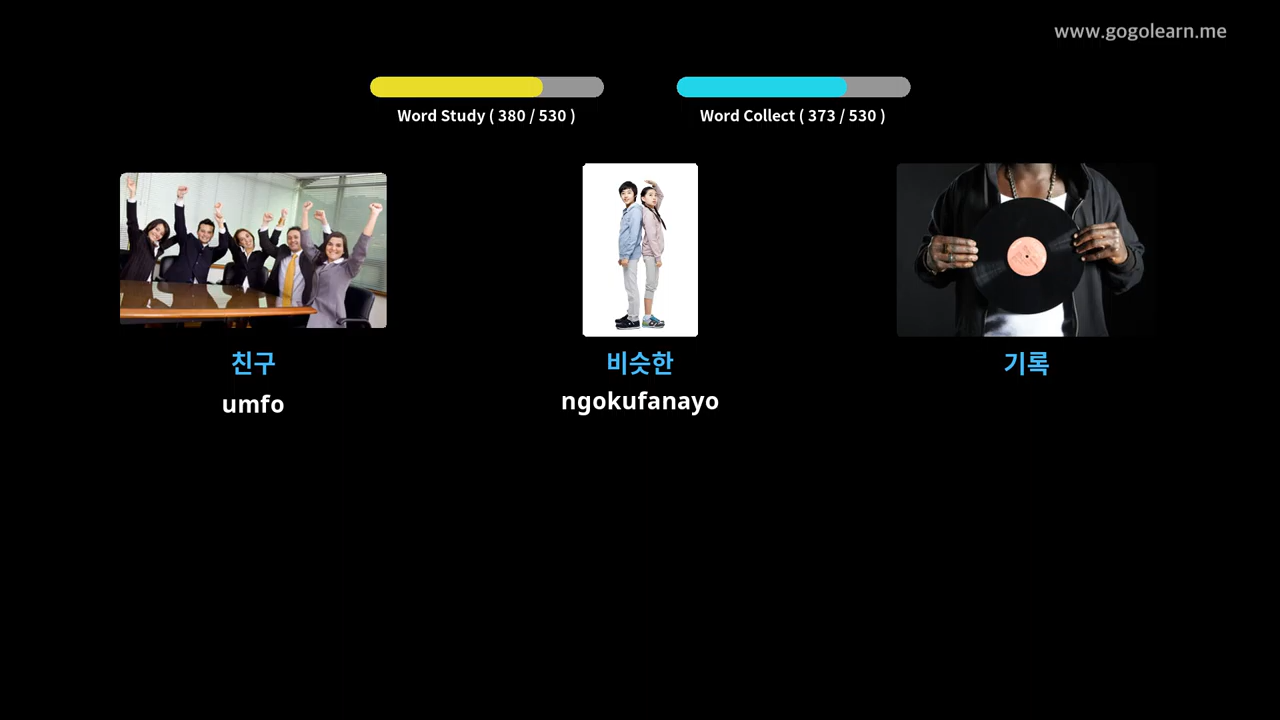 www.gogolearn.me
Word Study ( 380 / 530 )
Word Collect ( 373 / 530 )
친구
비슷한
기록
umfo
ngokufanayo